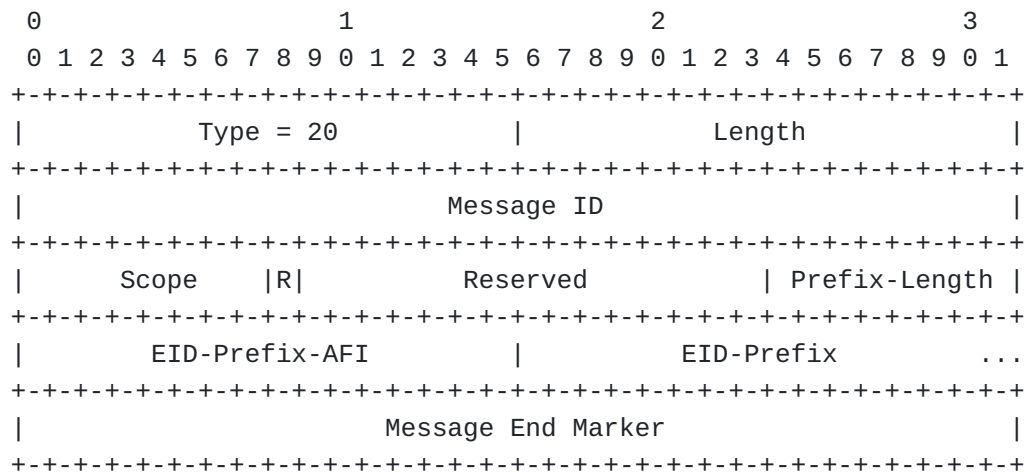 0                   1                   2                   3
 0 1 2 3 4 5 6 7 8 9 0 1 2 3 4 5 6 7 8 9 0 1 2 3 4 5 6 7 8 9 0 1
+-+-+-+-+-+-+-+-+-+-+-+-+-+-+-+-+-+-+-+-+-+-+-+-+-+-+-+-+-+-+-+-+
|           Type = 20           |            Length             |
+-+-+-+-+-+-+-+-+-+-+-+-+-+-+-+-+-+-+-+-+-+-+-+-+-+-+-+-+-+-+-+-+
|                           Message ID                          |
+-+-+-+-+-+-+-+-+-+-+-+-+-+-+-+-+-+-+-+-+-+-+-+-+-+-+-+-+-+-+-+-+
|      Scope    |R|          Reserved           | Prefix-Length |
+-+-+-+-+-+-+-+-+-+-+-+-+-+-+-+-+-+-+-+-+-+-+-+-+-+-+-+-+-+-+-+-+
|        EID-Prefix-AFI         |          EID-Prefix         ...
+-+-+-+-+-+-+-+-+-+-+-+-+-+-+-+-+-+-+-+-+-+-+-+-+-+-+-+-+-+-+-+-+
|                       Message End Marker                      |
+-+-+-+-+-+-+-+-+-+-+-+-+-+-+-+-+-+-+-+-+-+-+-+-+-+-+-+-+-+-+-+-+